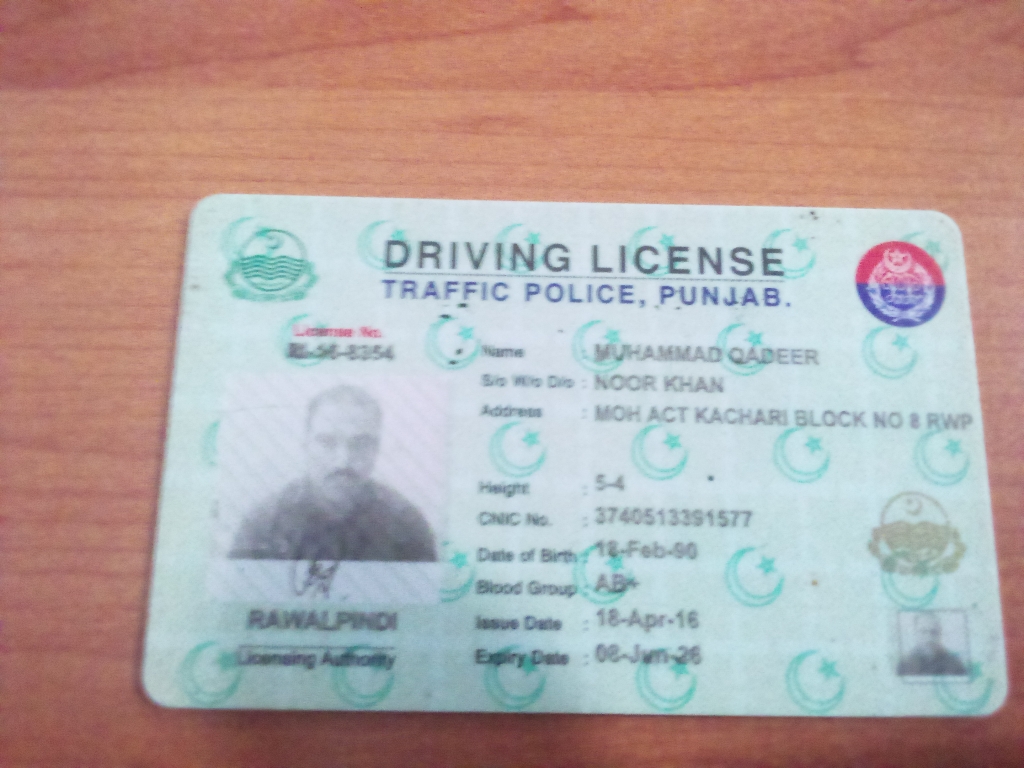 DRIVING LICENSE
TRAFFIC POLICE, PUNJAB.
License No.
Name : MUHAMMAD QADEER
S/o W/o D/o : NOOR KHAN
Address : MOH ACT KACHARI BLOCK NO 8 RWP
Height : 5-4
CNIC No. : 3740513391577
Date of Birth : 18-Feb-90
Blood Group : AB+
Issue Date : 18-Apr-16
Expiry Date : 08-Jun-26
RAWALPINDI
Licensing Authority